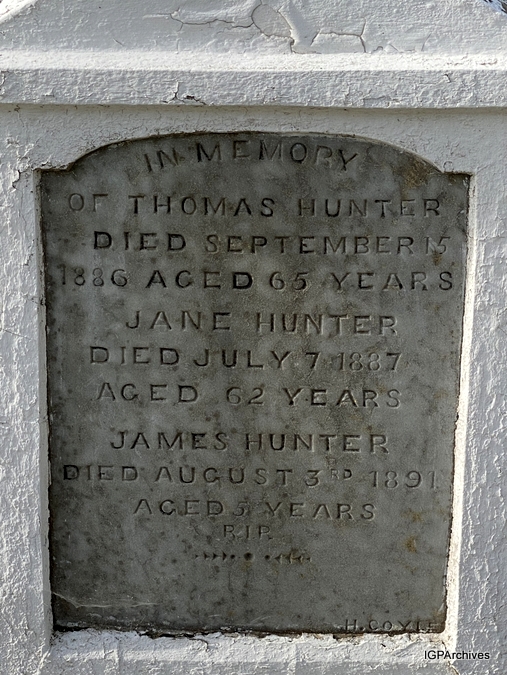 IN MEMORY
OF THOMAS HUNTER
DIED SEPTEMBER 15
1886 AGED 65 YEARS
JANE HUNTER
DIED JULY 7 1887
AGED 62 YEARS
JAMES HUNTER
DIED AUGUST 3RD 1891
AGED 5 YEARS
R.I.P.
H. COYLE
IGPArchives